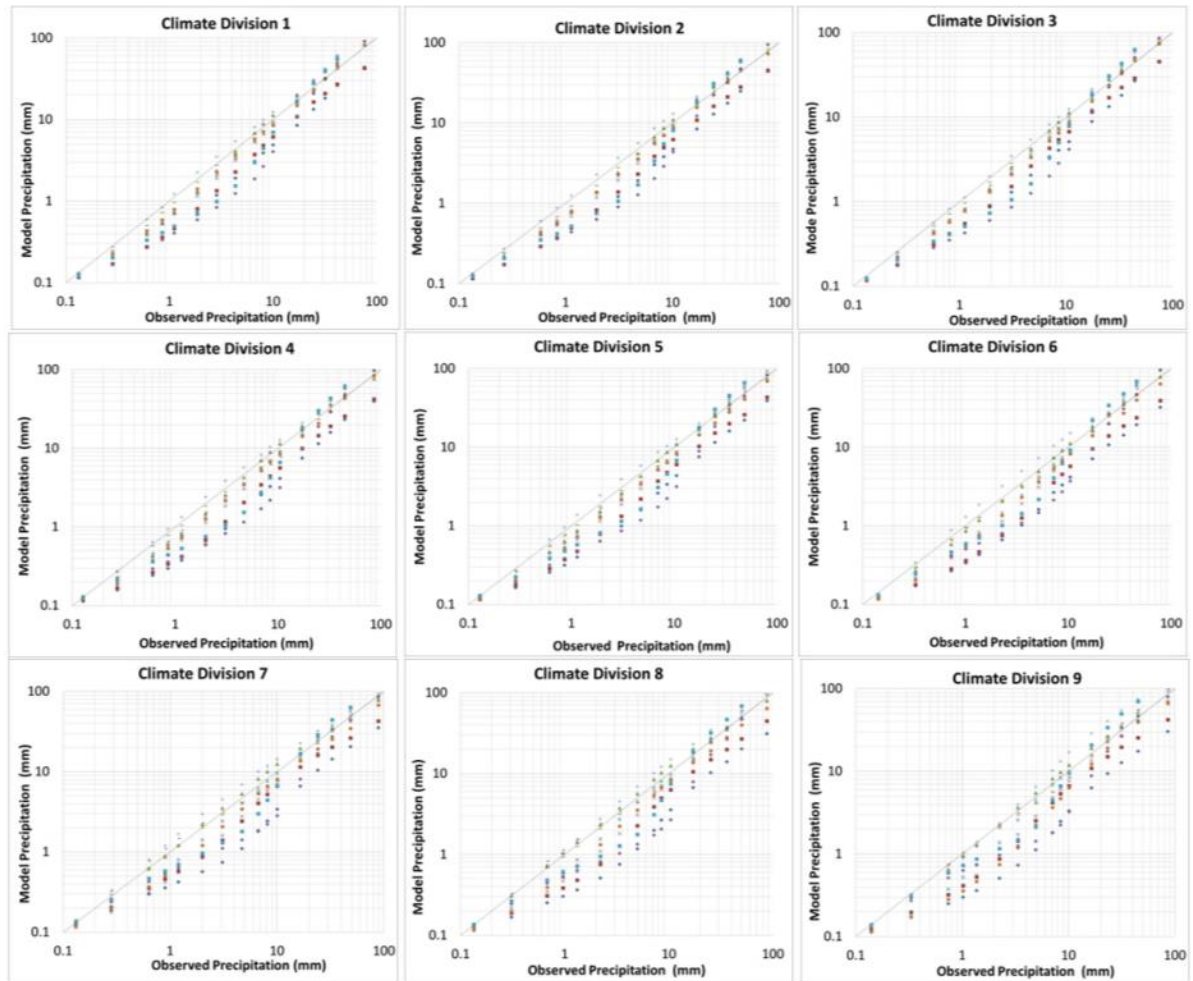 Climate Division 1
100
10
1
0.1
Model Precipitation (mm)
0.1 1 10 100
Observed Precipitation (mm)
Climate Division 2
100
10
1
0.1
Model Precipitation (mm)
0.1 1 10 100
Observed Precipitation (mm)
Climate Division 3
100
10
1
0.1
Mode Precipitation (mm)
0.1 1 10 100
Observed Precipitation (mm)
Climate Division 4
100
10
1
0.1
Model Precipitation (mm)
0.1 1 10 100
Observed Precipitation (mm)
Climate Division 5
100
10
1
0.1
Model Precipitation (mm)
0.1 1 10 100
Observed Precipitation (mm)
Climate Division 6
100
10
1
0.1
Model Precipitation (mm)
0.1 1 10 100
Observed Precipitation (mm)
Climate Division 7
100
10
1
0.1
Model Precipitation (mm)
0.1 1 10 100
Observed Precipitation (mm)
Climate Division 8
100
10
1
0.1
Model Precipitation (mm)
0.1 1 10 100
Observed Precipitation (mm)
Climate Division 9
100
10
1
0.1
Model Precipitation (mm)
0.1 1 10 100
Observed Precipitation (mm)